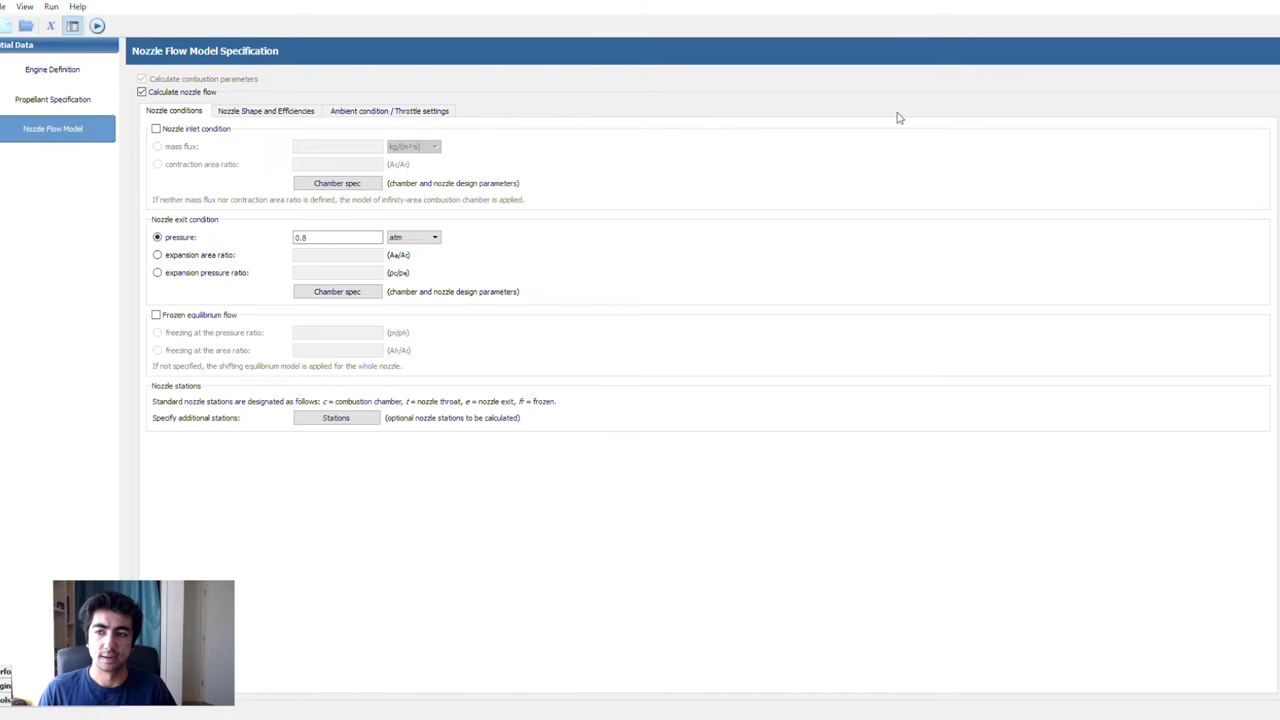 View Run Help
tial Data
Nozzle Flow Model Specification
Engine Definition
Propellant Specification
Nozzle Flow Model
Calculate combustion parameters
Calculate nozzle flow
Nozzle conditions Nozzle Shape and Efficiencies Ambient condition / Throttle settings
Nozzle inlet condition
mass flux: kg/(m²·s)
contraction area ratio: (Ac/At)
Chamber spec (chamber and nozzle design parameters)
If neither mass flux nor contraction area ratio is defined, the model of infinity-area combustion chamber is applied.
Nozzle exit condition
pressure: 0.8 atm
expansion area ratio: (Ae/At)
expansion pressure ratio: (pc/pe)
Chamber spec (chamber and nozzle design parameters)
Frozen equilibrium flow
freezing at the pressure ratio:
freezing at the area ratio: (Afr/At)
If not specified, the shifting equilibrium model is applied for the whole nozzle.
Nozzle stations
Standard nozzle stations are designated as follows: c = combustion chamber, t = nozzle throat, e = nozzle exit, fr = frozen.
Specify additional stations: Stations (optional nozzle stations to be calculated)